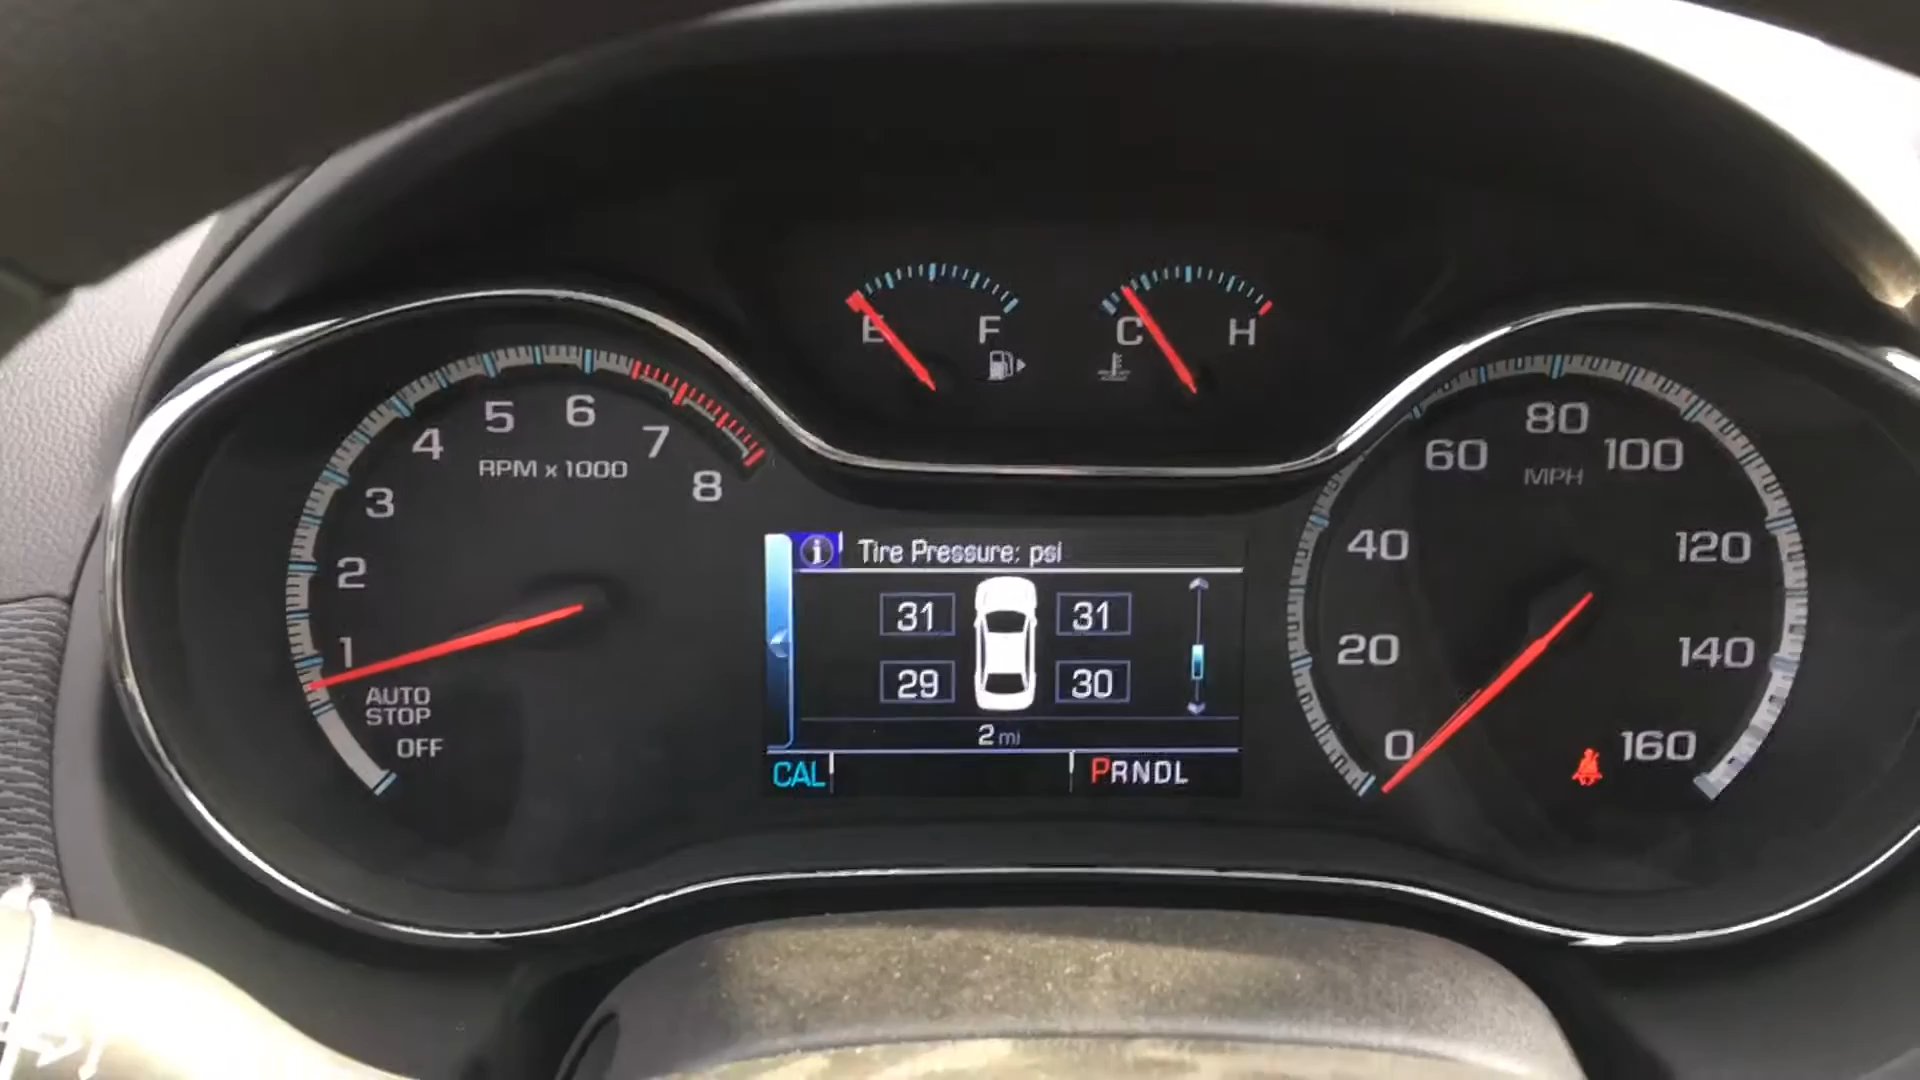 E F C H
5 6
4 7
RPM x 1000
3 8
2
1
AUTO
STOP
OFF
i Tire Pressure: psi
31 31
29 30
2 mi
CAL PRNDL
80
60 100
MPH
40 120
20 140
0 160